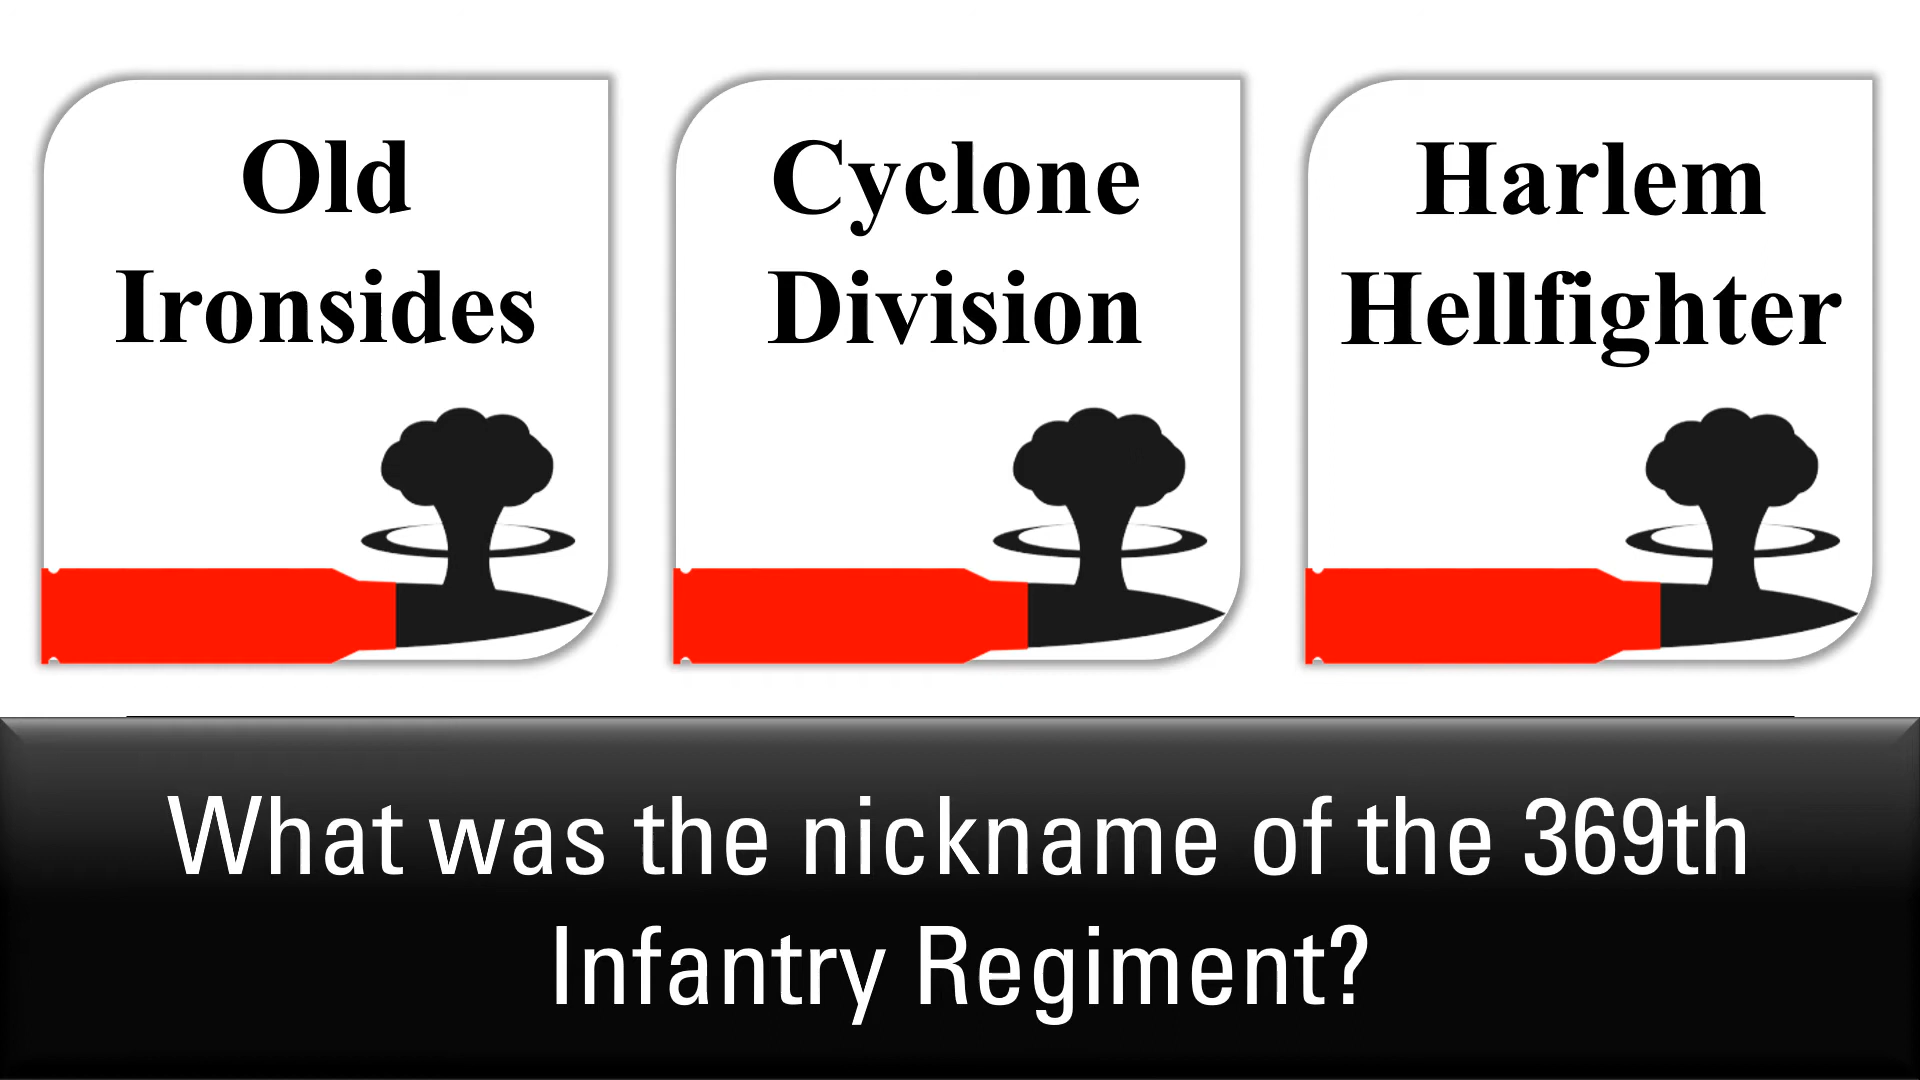 Old
Ironsides
Cyclone
Division
Harlem
Hellfighter
What was the nickname of the 369th
Infantry Regiment?